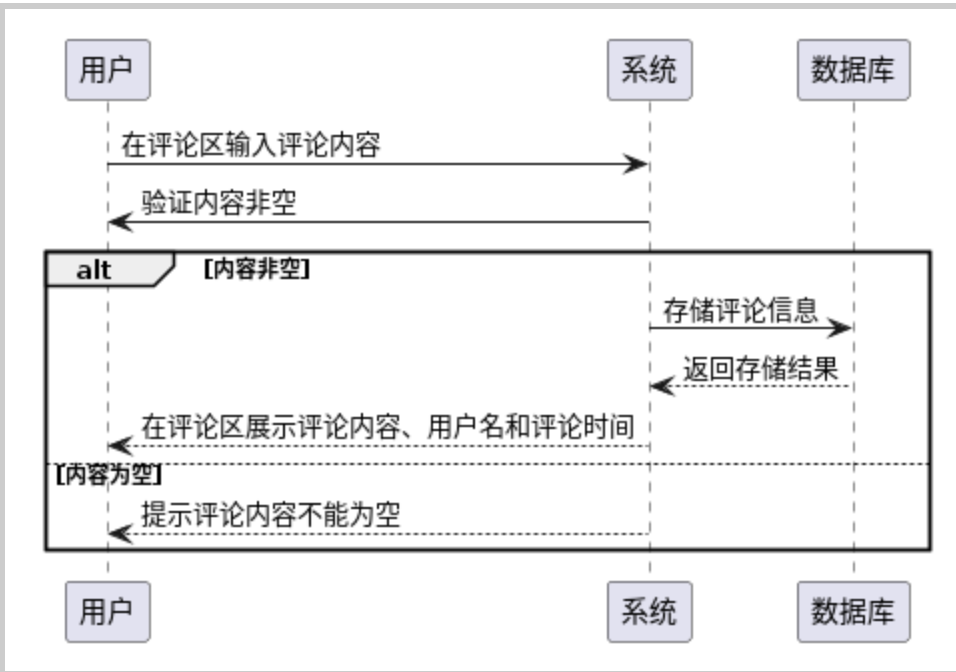 用户 系统 数据库
在评论区输入评论内容
验证内容非空
alt [内容非空]
存储评论信息
返回存储结果
在评论区展示评论内容、用户名和评论时间
[内容为空]
提示评论内容不能为空
用户 系统 数据库